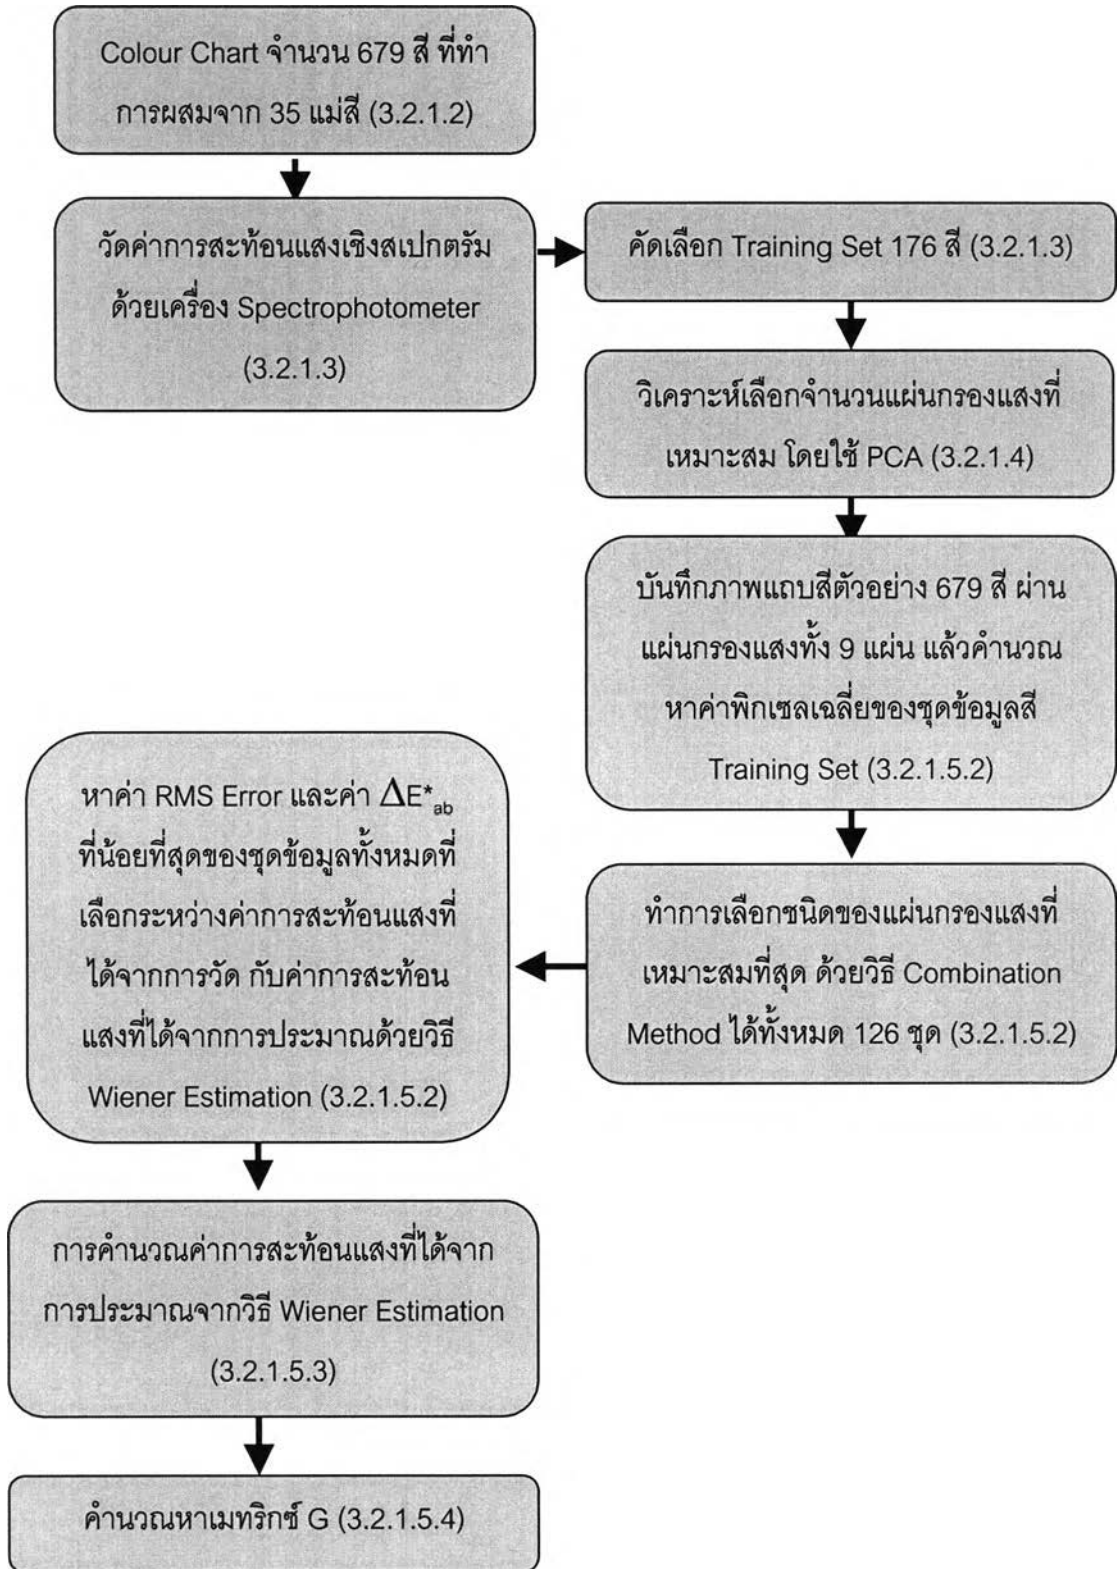 Colour Chart จำนวน 679 สี ที่ทำ
การผสมจาก 35 แม่สี (3.2.1.2)
วัดค่าการสะท้อนแสงเชิงสเปกตรัม
ด้วยเครื่อง Spectrophotometer
(3.2.1.3)
คัดเลือก Training Set 176 สี (3.2.1.3)
วิเคราะห์เลือกจำนวนแผ่นกรองแสงที่
เหมาะสม โดยใช้ PCA (3.2.1.4)
บันทึกภาพแถบสีตัวอย่าง 679 สี ผ่าน
แผ่นกรองแสงทั้ง 9 แผ่น แล้วคำนวณ
หาค่าพิกเซลเฉลี่ยของชุดข้อมูลสี
Training Set (3.2.1.5.2)
ทำการเลือกชนิดของแผ่นกรองแสงที่
เหมาะสมที่สุด ด้วยวิธี Combination
Method ได้ทั้งหมด 126 ชุด (3.2.1.5.2)
หาค่า RMS Error และค่า ΔE*ab
ที่น้อยที่สุดของชุดข้อมูลทั้งหมดที่
เลือกระหว่างค่าการสะท้อนแสงที่
ได้จากการวัด กับค่าการสะท้อน
แสงที่ได้จากการประมาณด้วยวิธี
Wiener Estimation (3.2.1.5.2)
การคำนวณค่าการสะท้อนแสงที่ได้จาก
การประมาณจากวิธี Wiener Estimation
(3.2.1.5.3)
คำนวณหาเมทริกซ์ G (3.2.1.5.4)